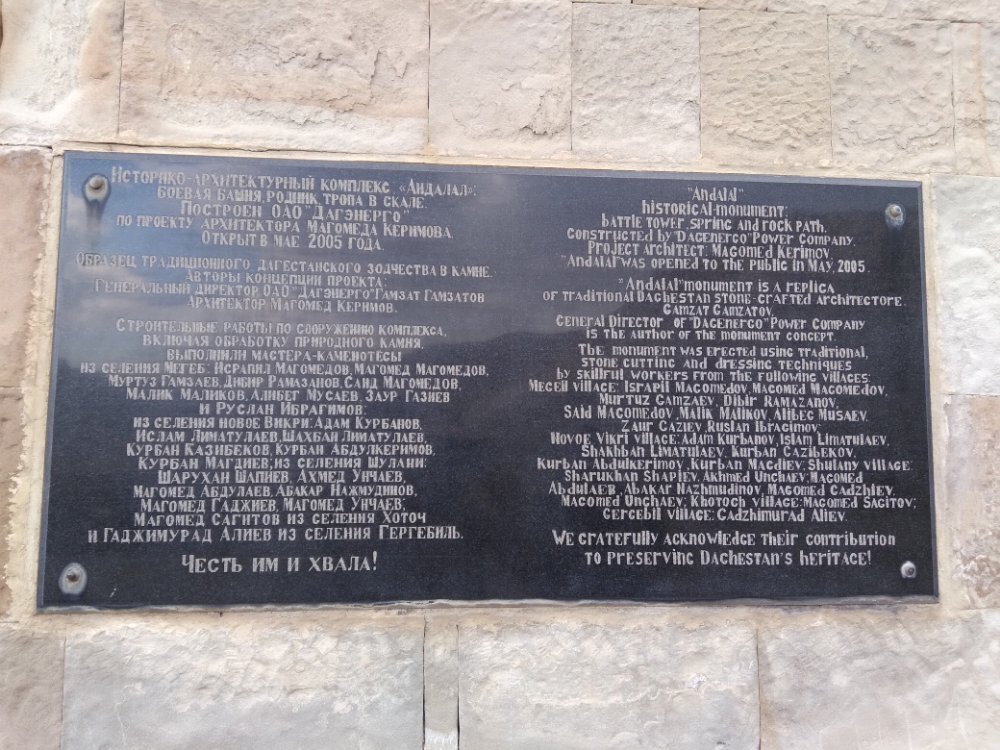 Историко-архитектурный комплекс «Андалал»:
боевая башня, родник, тропа в скале.
Построен ОАО "Дагэнерго"
по проекту архитектора Магомеда Керимова.
Открыт в мае 2005 года.
Образец традиционного дагестанского зодчества в камне.
Авторы концепции проекта:
Генеральный директор ОАО "Дагэнерго" Гамзат Гамзатов
Архитектор Магомед Керимов.
Строительные работы по сооружению комплекса,
включая обработку природного камня,
выполнили мастера-каменотесы
из селения Мегеб: Исрапил Магомедов, Магомед Магомедов,
Муртуз Гамзаев, Дибир Рамазанов, Саид Магомедов,
Малик Маликов, Алибег Мусаев, Заур Газиев
и Руслан Ибрагимов;
из селения новое Викри: Адам Курбанов,
Ислам Лиматулаев, Шахбан Лиматулаев,
Курбан Казибеков, Курбан Абдулкеримов,
Курбан Магдиев; из селения Шулани:
Шарухан Шапиев, Ахмед Унчаев,
Магомед Абдулаев, Абакар Нажмудинов,
Магомед Гаджиев, Магомед Унчаев,
Магомед Сагитов из селения Хоточ
и Гаджимурад Алиев из селения Гергебиль.
Честь им и хвала!
"Andalal"
historical monument:
battle tower, spring and rock path.
Constructed by "Dagenergo" Power Company.
Project architect: Magomed Kerimov
"Andalal" was opened to the public in May, 2005.
"Andalal" monument is a replica
of traditional Daghestan stone-crafted architectore.
Gamzat Gamzatov,
General Director of "Dagenergo" Power Company
is the author of the monument concept.
The monument was erected using traditional,
stone cutting and dressing techniques
by skillful workers from the following villages:
Megeb village: Israpil Magomedov, Magomed Magomedov,
Murtuz Gamzaev, Dibir Ramazanov,
Said Magomedov, Malik Malikov, Alibeg Musaev,
Zaur Gaziev, Ruslan Ibragimov;
Novoe Vikri village: Adam Kurbanov, Islam Limatulaev,
Shakhban Limatulaev, Kurban Gazibekov,
Kurban Abdulkerimov, Kurban Magdiev; Shulany village:
Sharukhan Shapiev, Akhmed Unchaev; Magomed
Abdulaev, Abakar Nazhmudinov, Magomed Gadzhiev,
Magomed Unchaev; Khotoch village: Magomed Sagitov;
Gergebil village: Gadzhimurad Aliev.
We gratefully acknowledge their contribution
to preserving Daghestan's heritage!